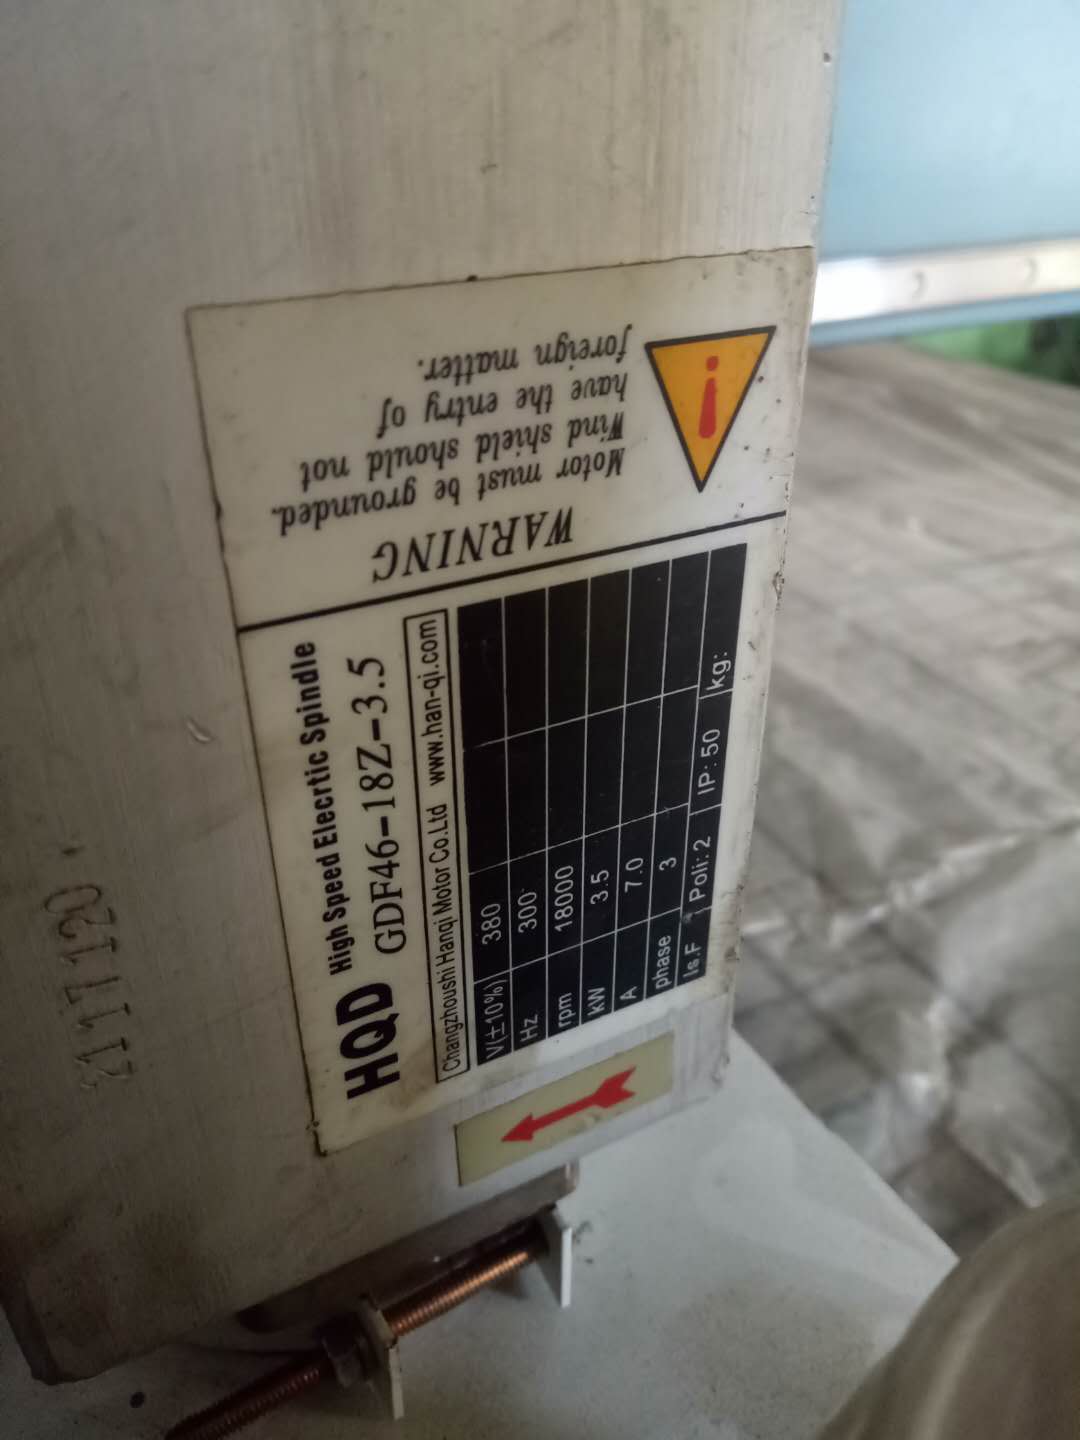 HQD High Speed Elecrtic Spindle
GDF46-18Z-3.5
Changzhoushi Hanqi Motor Co.Ltd www.han-qi.com
V(±10%) 380
Hz 300
rpm 18000
kW 3.5
A 7.0
phase 3
Is.F Poli: 2 IP: 50 kg:
WARNING
Motor must be grounded.
Wind shield should not
have the entry of
foreign matter.
i